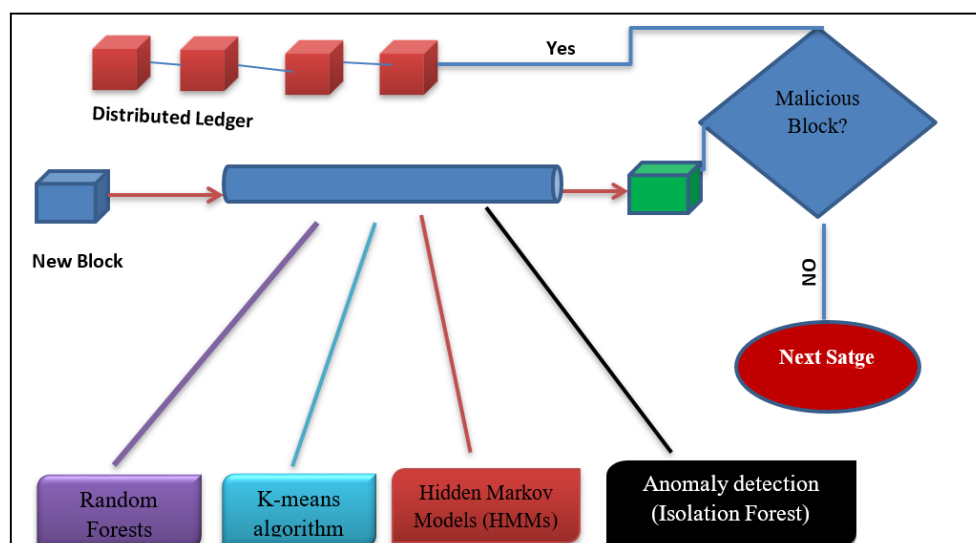 Yes
Distributed Ledger
Malicious
Block?
New Block
NO
Next Satge
Random
Forests
K-means
algorithm
Hidden Markov
Models (HMMs)
Anomaly detection
(Isolation Forest)